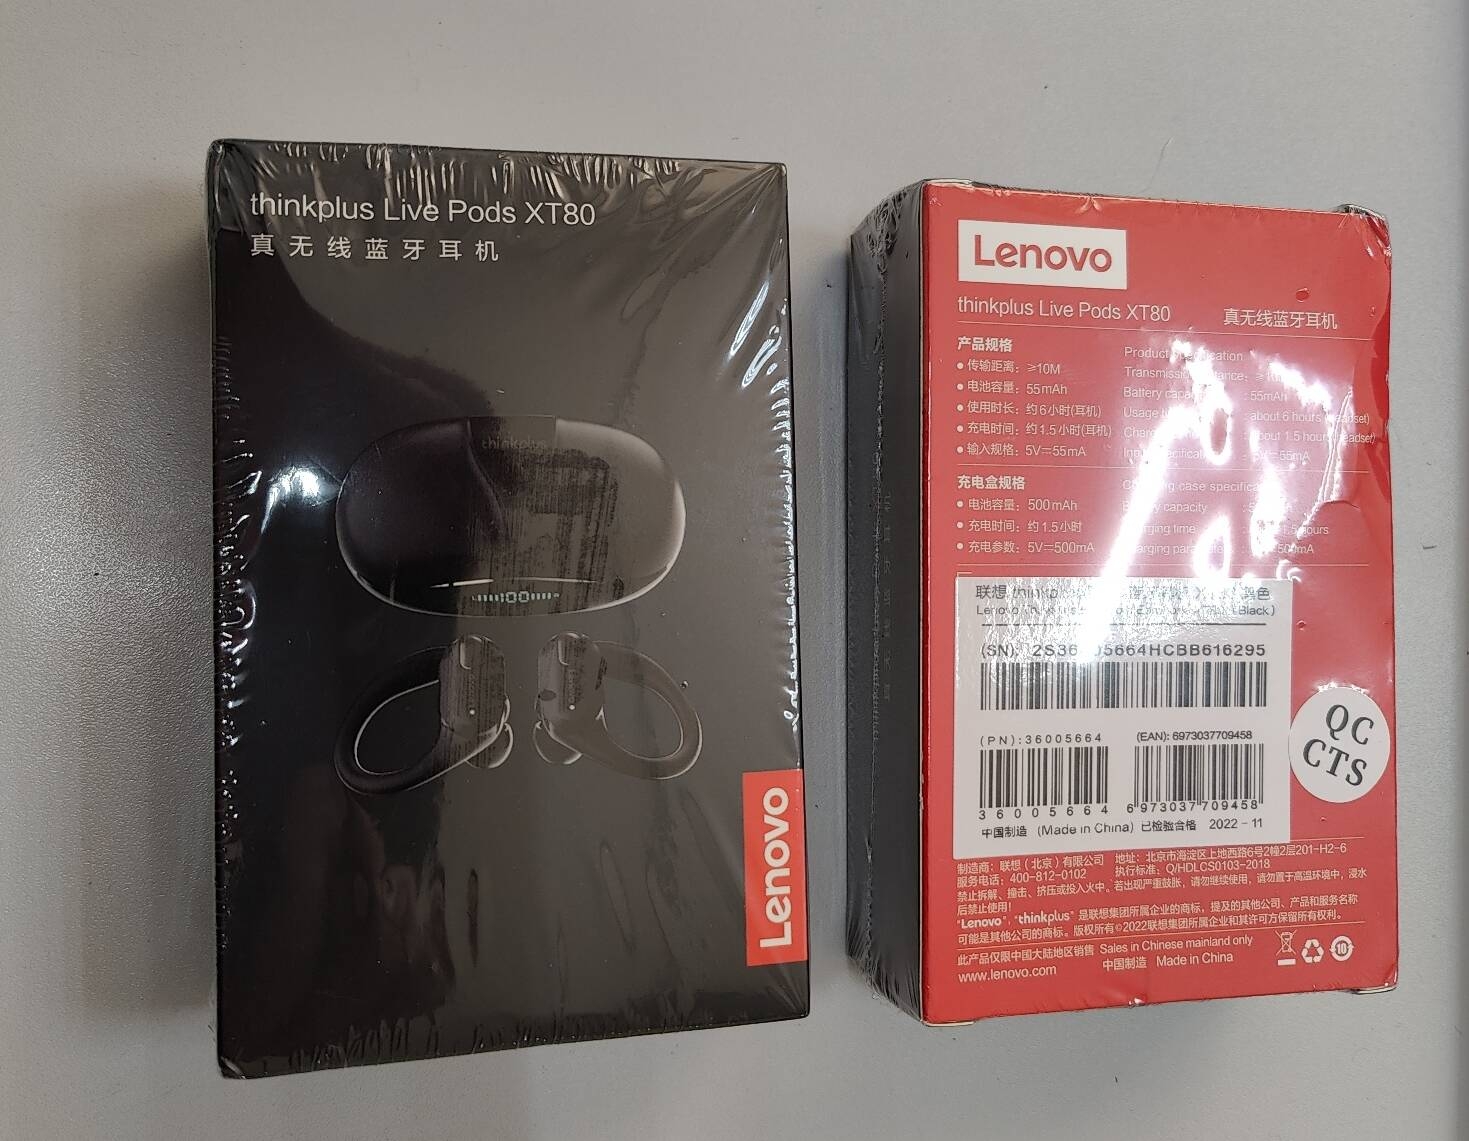 thinkplus Live Pods XT80
真无线蓝牙耳机
thinkplus
100
Lenovo
Lenovo
thinkplus Live Pods XT80 真无线蓝牙耳机
产品规格
• 传输距离：≥10M
• 电池容量：55mAh
• 使用时长：约6小时(耳机)
• 充电时间：约1.5小时(耳机)
• 输入规格：5V⎓55mA
Product
Transmission
Battery : 55mAh
Usage : about 6 hours (headset)
: about 1.5 hours (headset)
55mA
充电盒规格
• 电池容量：500mAh
• 充电时间：约1.5小时
• 充电参数：5V⎓500mA
case
Battery capacity
time hours
500mA
联想
Lenovo Black)
(SN): 5664HCBB616295
(PN):36005664
36005664
(EAN): 6973037709458
6 973037 709458
中国制造 (Made in China) 已检验合格 2022-11
QC
CTS
制造商：联想（北京）有限公司 地址：北京市海淀区上地西路6号2幢2层201-H2-6
服务电话：400-812-0102 执行标准：Q/HDLCS0103-2018
禁止拆解、撞击、挤压或投入火中。若出现严重鼓胀，请勿继续使用，请勿置于高温环境中，浸水
后禁止使用！
"Lenovo"，"thinkplus" 是联想集团所属企业的商标，提及的其他公司、产品和服务名称
可能是其他公司的商标。版权所有©2022联想集团所属企业和其许可方保留所有权利。
此产品仅限中国大陆地区销售 Sales in Chinese mainland only
www.lenovo.com 中国制造 Made in China
10